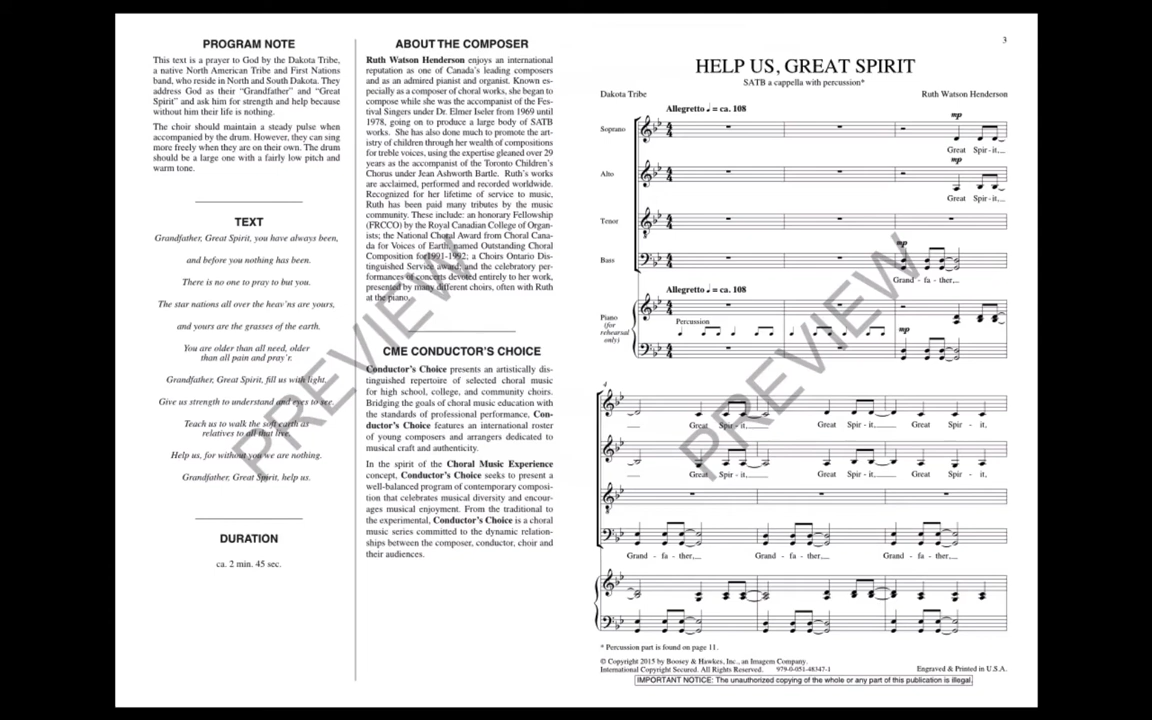 PROGRAM NOTE
This text is a prayer to God by the Dakota Tribe,
a native North American Tribe and First Nations
band, who reside in North and South Dakota. They
address God as their “Grandfather” and “Great
Spirit” and ask him for strength and help because
without him their life is nothing.
The choir should maintain a steady pulse when
accompanied by the drum. However, they can sing
more freely when they are on their own. The drum
should be a large one with a fairly low pitch and
warm tone.
TEXT
Grandfather, Great Spirit, you have always been,
and before you nothing has been.
There is no one to pray to but you.
The star nations all over the heav'ns are yours,
and yours are the grasses of the earth.
You are older than all need, older
than all pain and pray'r.
Grandfather, Great Spirit, fill us with light.
Give us strength to understand and eyes to see.
Teach us to walk the soft earth as
relatives to all that live.
Help us, for without you we are nothing.
Grandfather, Great Spirit, help us.
DURATION
ca. 2 min. 45 sec.
ABOUT THE COMPOSER
Ruth Watson Henderson enjoys an international
reputation as one of Canada's leading composers
and as an admired pianist and organist. Known es-
pecially as a composer of choral works, she began to
compose while she was the accompanist of the Fes-
tival Singers under Dr. Elmer Iseler from 1969 until
1978, going on to produce a large body of SATB
works. She has also done much to promote the art-
istry of children through her wealth of compositions
for treble voices, using the expertise gleaned over 29
years as the accompanist of the Toronto Children's
Chorus under Jean Ashworth Bartle. Ruth's works
are acclaimed, performed and recorded worldwide.
Recognized for her lifetime of service to music,
Ruth has been paid many tributes by the music
community. These include: an honorary Fellowship
(FRCCO) by the Royal Canadian College of Organ-
ists; the National Choral Award from Choral Cana-
da for Voices of Earth, named Outstanding Choral
Composition for1991-1992; a Choirs Ontario Dis-
tinguished Service award; and the celebratory per-
formances of concerts devoted entirely to her work,
presented by many different choirs, often with Ruth
at the piano.
CME CONDUCTOR'S CHOICE
Conductor's Choice presents an artistically dis-
tinguished repertoire of selected choral music
for high school, college, and community choirs.
Bridging the goals of choral music education with
the standards of professional performance, Con-
ductor's Choice features an international roster
of young composers and arrangers dedicated to
musical craft and authenticity.
In the spirit of the Choral Music Experience
concept, Conductor's Choice seeks to present a
well-balanced program of contemporary composi-
tion that celebrates musical diversity and encour-
ages musical enjoyment. From the traditional to
the experimental, Conductor's Choice is a choral
music series committed to the dynamic relation-
ships between the composer, conductor, choir and
their audiences.
PREVIEW
3
HELP US, GREAT SPIRIT
SATB a cappella with percussion*
Dakota Tribe
Ruth Watson Henderson
Allegretto ♩ = ca. 108
mp
Soprano
Great Spir - it,
mp
Alto
Great Spir - it,
Tenor
mp
Bass
Grand - fa - ther,
Allegretto ♩ = ca. 108
Piano
(for
rehearsal
only)
Percussion
mp
4
Great Spir - it, Great Spir - it, Great Spir - it,
Great Spir - it, Great Spir - it, Great Spir - it,
Grand - fa - ther, Grand - fa - ther, Grand - fa - ther,
PREVIEW
* Percussion part is found on page 11.
© Copyright 2015 by Boosey & Hawkes, Inc., an Imagem Company.
International Copyright Secured. All Rights Reserved. 979-0-051-48347-1
Engraved & Printed in U.S.A.
IMPORTANT NOTICE: The unauthorized copying of the whole or any part of this publication is illegal.